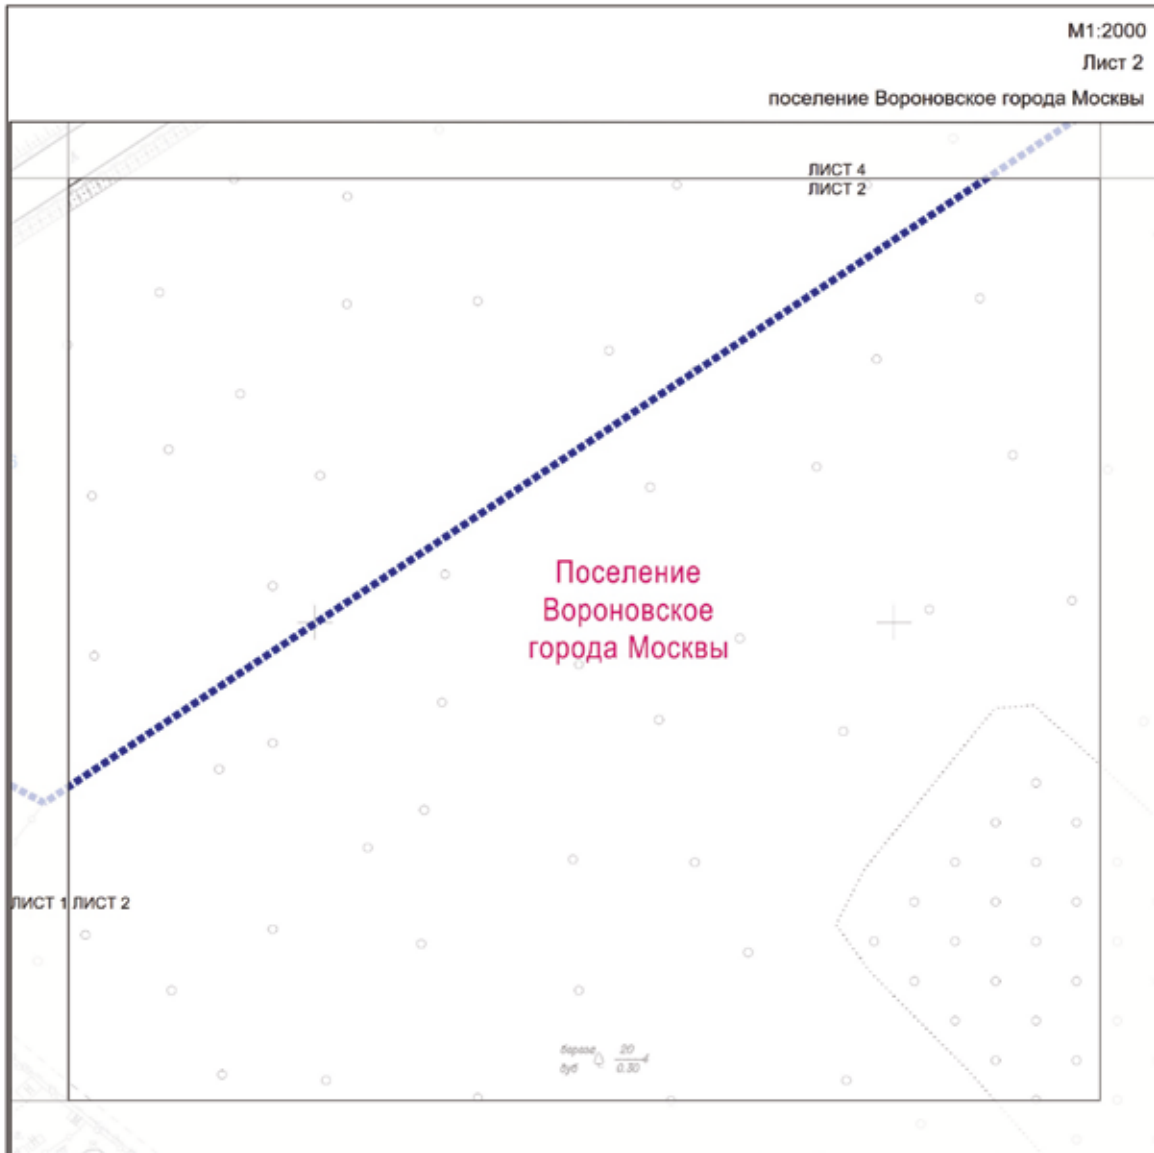 М1:2000
Лист 2
поселение Вороновское города Москвы
ЛИСТ 4
ЛИСТ 2
Поселение
Вороновское
города Москвы
ЛИСТ 1 ЛИСТ 2
20
дуб 0.30 4